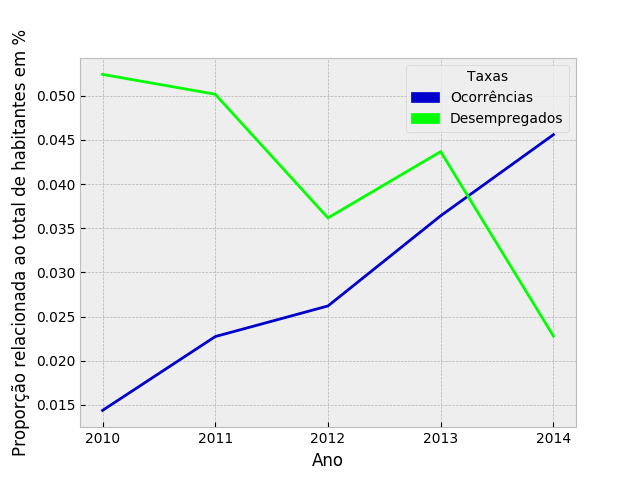 Proporção relacionada ao total de habitantes em %
0.050
0.045
0.040
0.035
0.030
0.025
0.020
0.015
Taxas
Ocorrências
Desempregados
2010 2011 2012 2013 2014
Ano